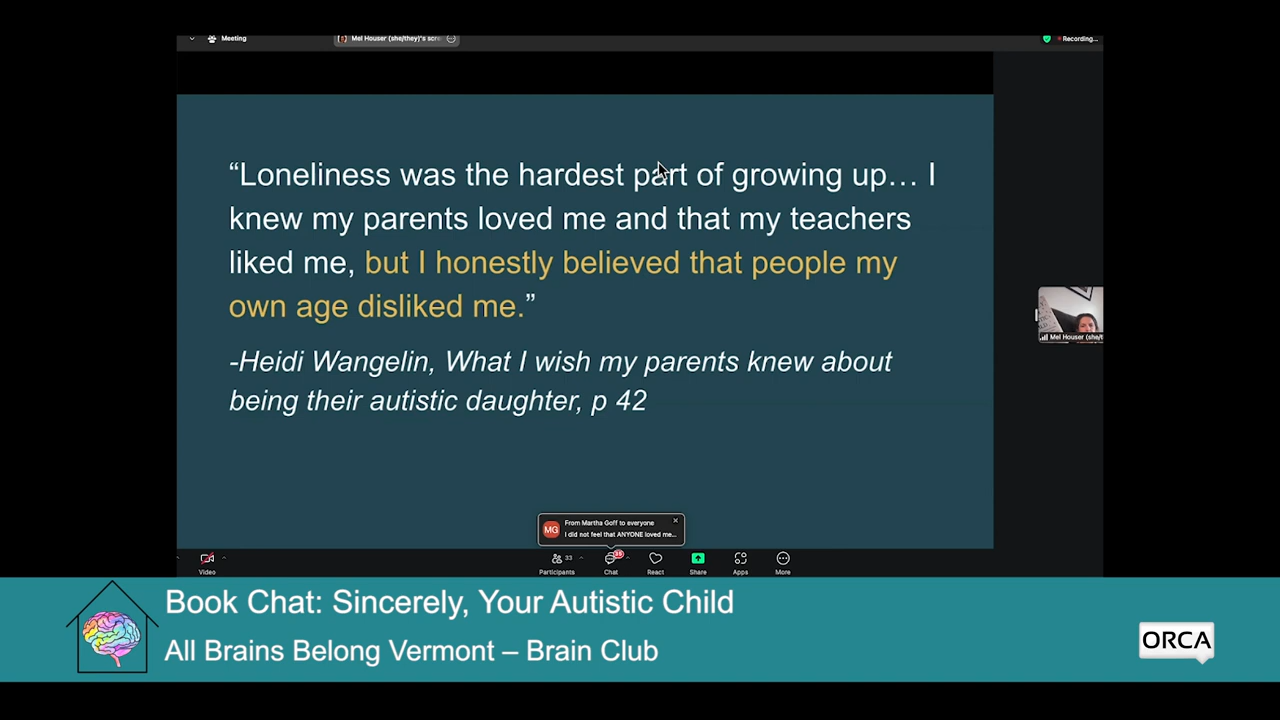 Meeting
Mel Houser (she/they)'s scre
Recording...
“Loneliness was the hardest part of growing up… I
knew my parents loved me and that my teachers
liked me, but I honestly believed that people my
own age disliked me.”
-Heidi Wangelin, What I wish my parents knew about
being their autistic daughter, p 42
Mel Houser (she/t
MG
From Martha Goff to everyone
I did not feel that ANYONE loved me...
33
35
Video
Participants
Chat
React
Share
Apps
More
Book Chat: Sincerely, Your Autistic Child
All Brains Belong Vermont – Brain Club
ORCA